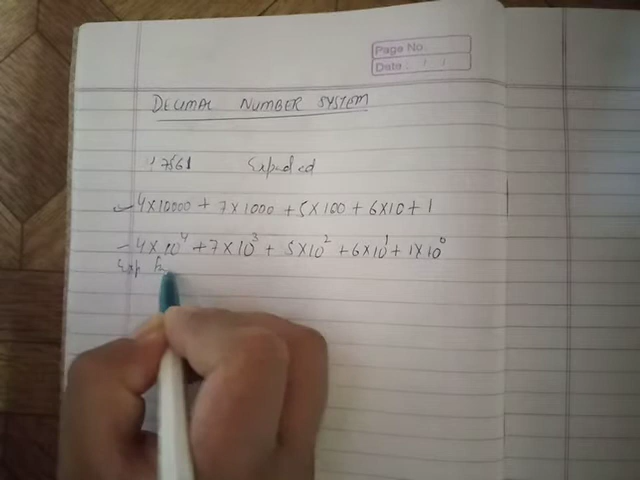 Page No.
Date: / /
DECIMAL NUMBER SYSTEM
47561 Expanded
4×10000 + 7×1000 + 5×100 + 6×10 + 1
4×10⁴ + 7×10³ + 5×10² + 6×10¹ + 1×10⁰
Exp